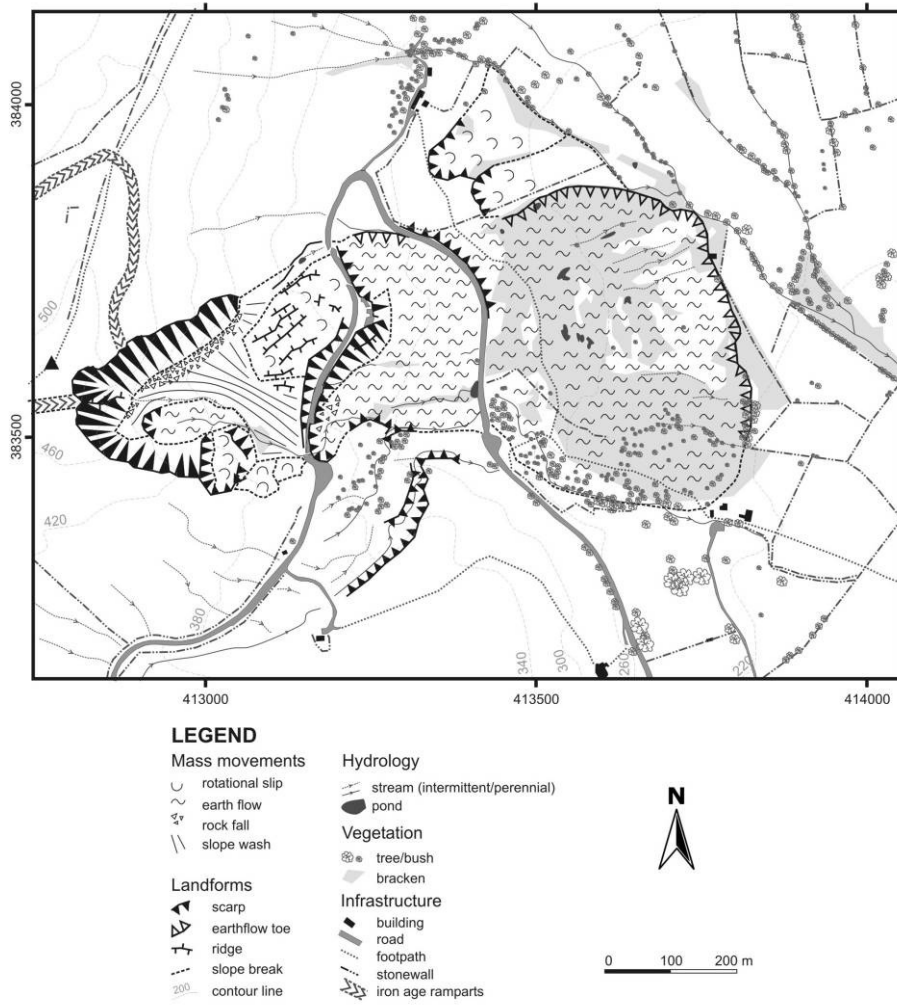 384000
383500
500
460
420
380
340
300
260
220
413000
413500
414000
LEGEND
Mass movements
rotational slip
earth flow
rock fall
slope wash
Landforms
scarp
earthflow toe
ridge
slope break
200
contour line
Hydrology
stream (intermittent/perennial)
pond
Vegetation
tree/bush
bracken
Infrastructure
building
road
footpath
stonewall
iron age ramparts
N
0 100 200 m